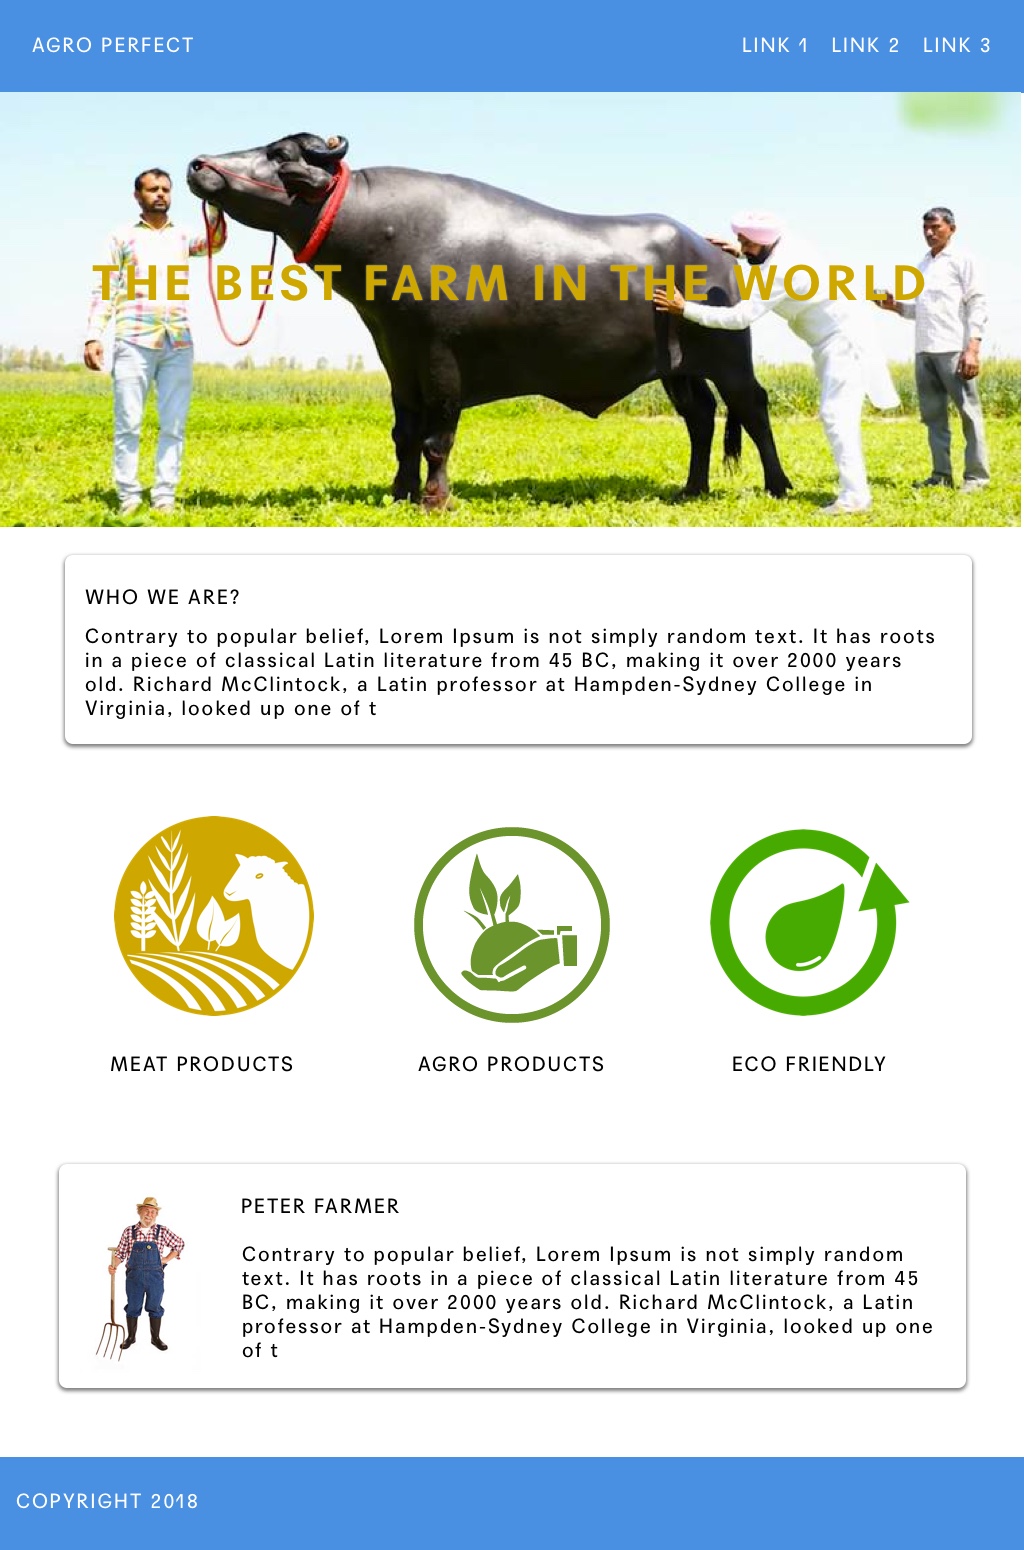 AGRO PERFECT
LINK 1 LINK 2 LINK 3
THE BEST FARM IN THE WORLD
WHO WE ARE?
Contrary to popular belief, Lorem Ipsum is not simply random text. It has roots
in a piece of classical Latin literature from 45 BC, making it over 2000 years
old. Richard McClintock, a Latin professor at Hampden-Sydney College in
Virginia, looked up one of t
MEAT PRODUCTS
AGRO PRODUCTS
ECO FRIENDLY
PETER FARMER
Contrary to popular belief, Lorem Ipsum is not simply random
text. It has roots in a piece of classical Latin literature from 45
BC, making it over 2000 years old. Richard McClintock, a Latin
professor at Hampden-Sydney College in Virginia, looked up one
of t
COPYRIGHT 2018